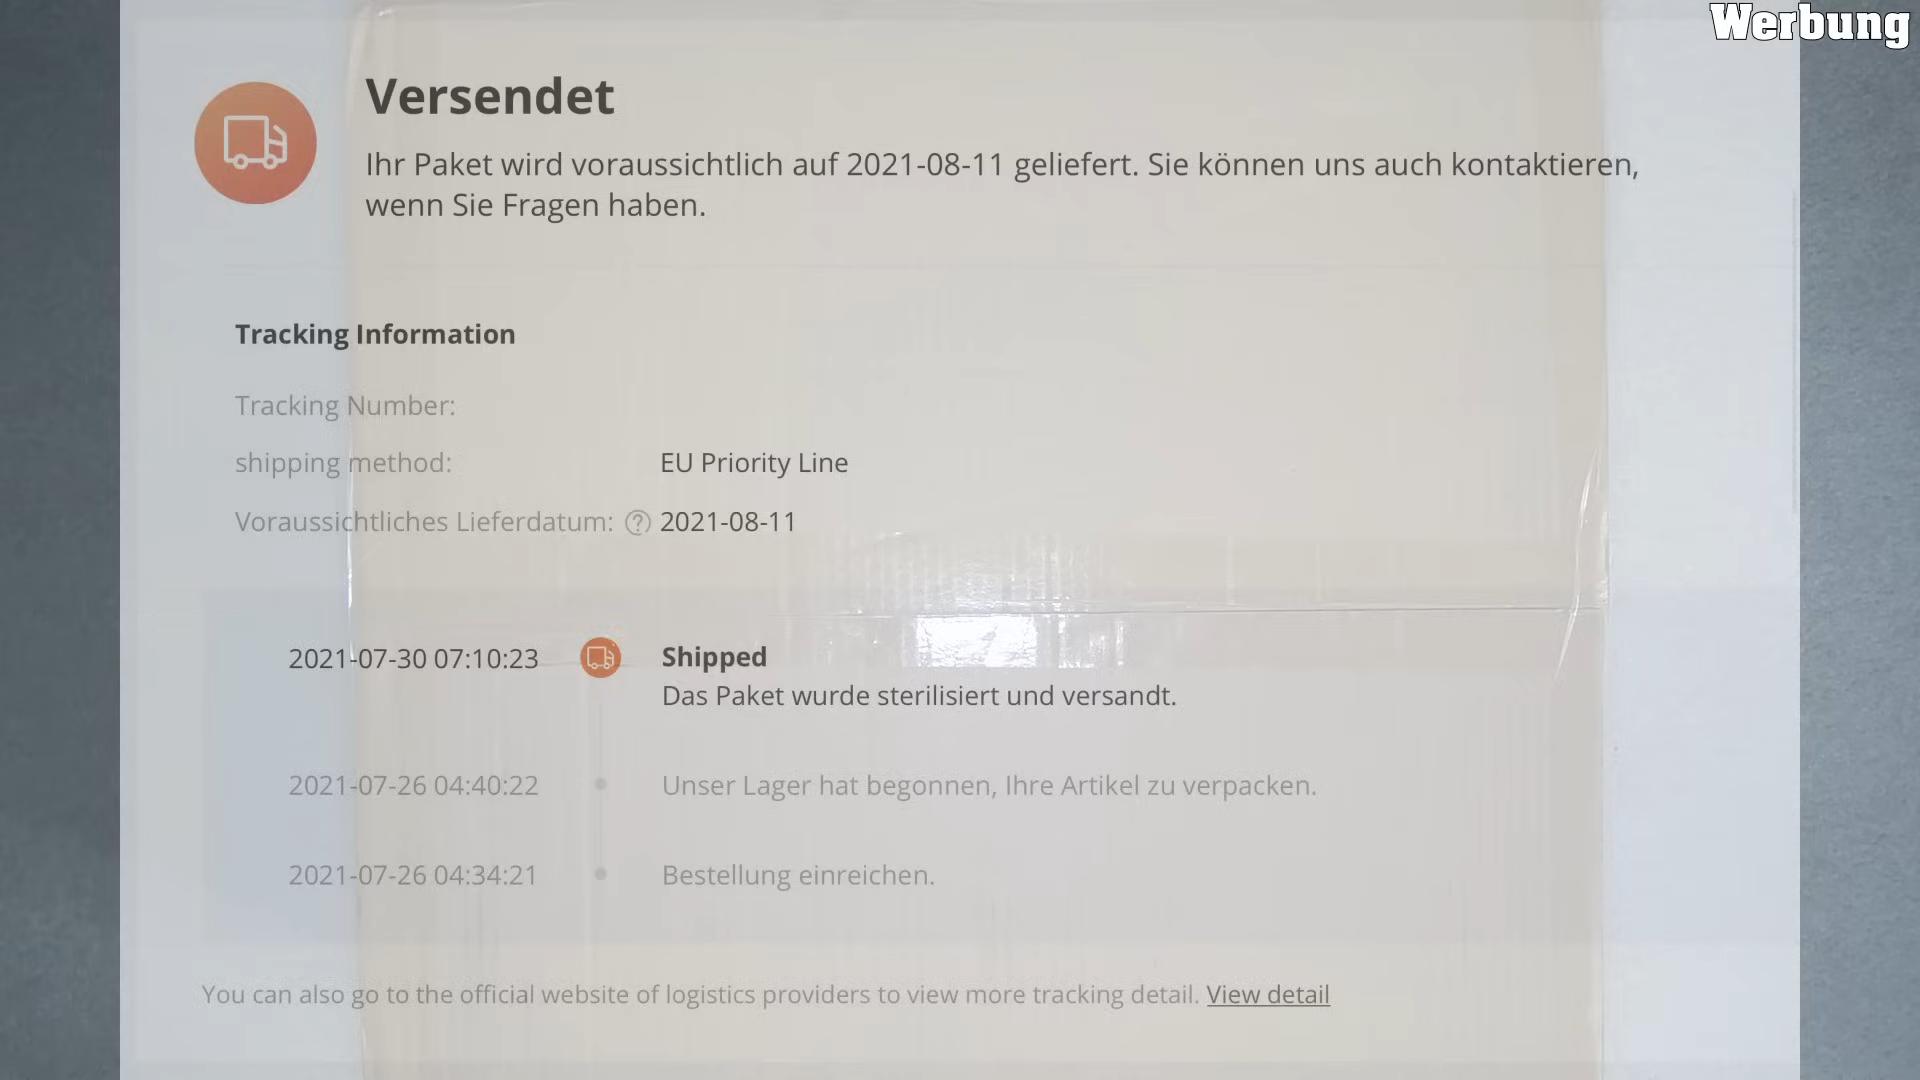 Werbung
Versendet
Ihr Paket wird voraussichtlich auf 2021-08-11 geliefert. Sie können uns auch kontaktieren,
wenn Sie Fragen haben.
Tracking Information
Tracking Number:
shipping method: EU Priority Line
Voraussichtliches Lieferdatum: ? 2021-08-11
2021-07-30 07:10:23 Shipped
Das Paket wurde sterilisiert und versandt.
2021-07-26 04:40:22 Unser Lager hat begonnen, Ihre Artikel zu verpacken.
2021-07-26 04:34:21 Bestellung einreichen.
You can also go to the official website of logistics providers to view more tracking detail. View detail